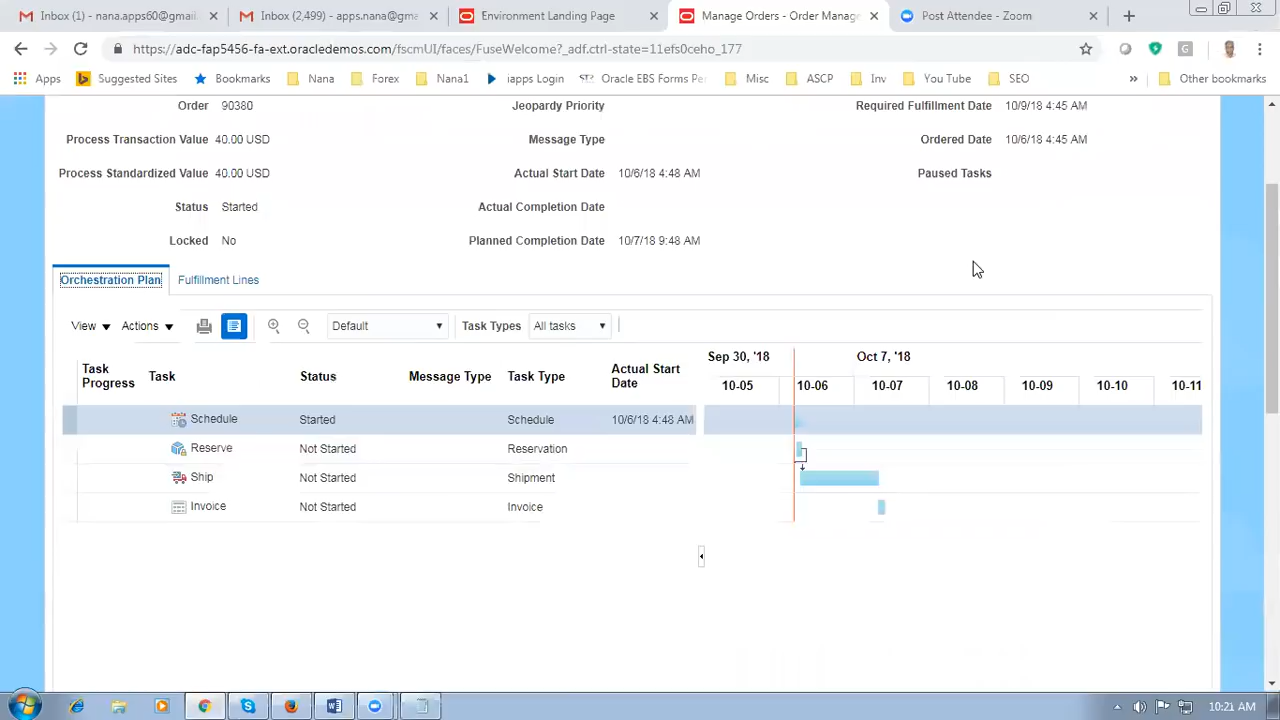 Inbox (1) - nana.apps60@gmail
Inbox (2,499) - apps.nana@gm
Environment Landing Page
Manage Orders - Order Manage
Post Attendee - Zoom
https://adc-fap5456-fa-ext.oracledemos.com/fscmUI/faces/FuseWelcome?_adf.ctrl-state=11efs0ceho_177
Apps Suggested Sites Bookmarks Nana Forex Nana1 iapps Login Oracle EBS Forms Pe Misc ASCP Inv You Tube SEO » Other bookmarks
Order 90380 Jeopardy Priority Required Fulfillment Date 10/9/18 4:45 AM
Process Transaction Value 40.00 USD Message Type Ordered Date 10/6/18 4:45 AM
Process Standardized Value 40.00 USD Actual Start Date 10/6/18 4:48 AM Paused Tasks
Status Started Actual Completion Date
Locked No Planned Completion Date 10/7/18 9:48 AM
Orchestration Plan Fulfillment Lines
View Actions Default Task Types All tasks
Sep 30, '18 Oct 7, '18
Task Progress Task Status Message Type Task Type Actual Start Date 10-05 10-06 10-07 10-08 10-09 10-10 10-11
Schedule Started Schedule 10/6/18 4:48 AM
Reserve Not Started Reservation
Ship Not Started Shipment
Invoice Not Started Invoice
10:21 AM